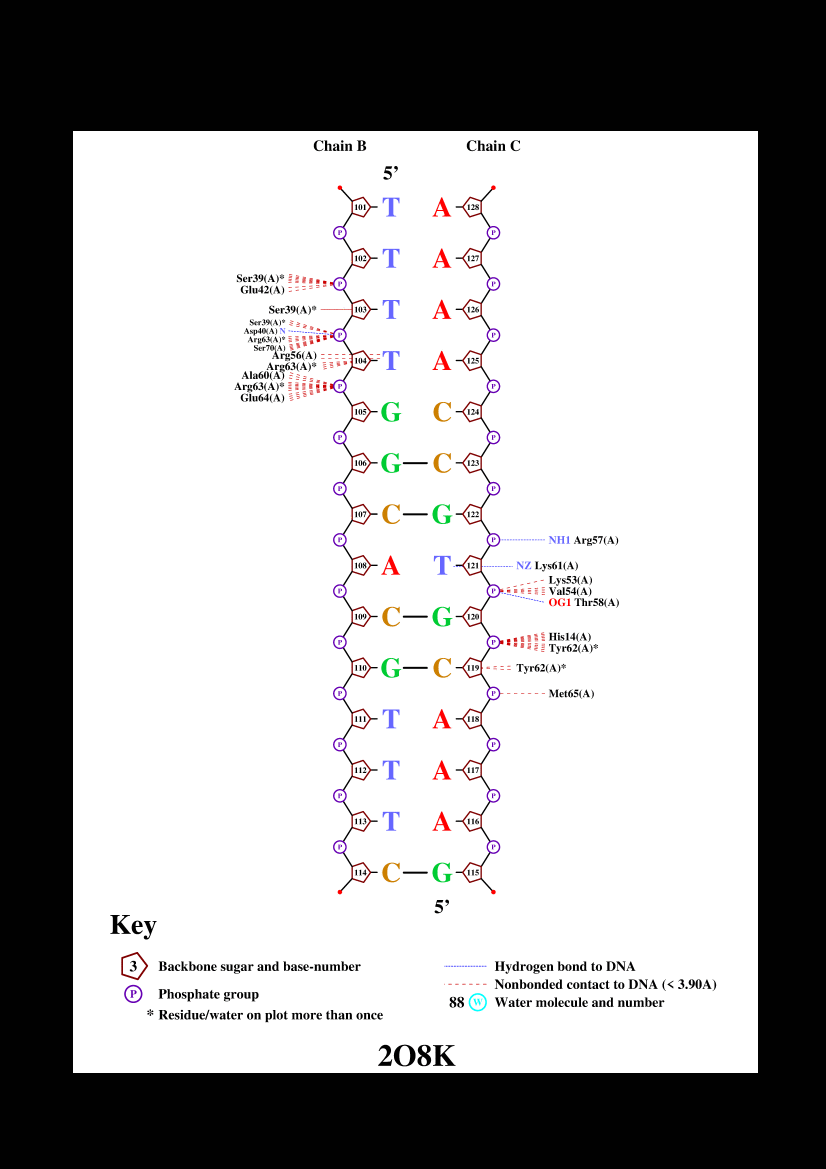 Chain B Chain C
5’
101 T A 128
P P
102 T A 127
Ser39(A)*
Glu42(A)
P P
Ser39(A)* 103 T A 126
Ser39(A)*
Asp40(A) N
Arg63(A)*
Ser70(A)
P P
Arg56(A)
Arg63(A)*
104 T A 125
Ala60(A)
Arg63(A)*
Glu64(A)
P P
105 G C 124
P P
106 G C 123
P P
107 C G 122
P P NH1 Arg57(A)
108 A T 121 NZ Lys61(A)
P P
Lys53(A)
Val54(A)
OG1 Thr58(A)
109 C G 120
P P
His14(A)
Tyr62(A)*
110 G C 119 Tyr62(A)*
P P Met65(A)
111 T A 118
P P
112 T A 117
P P
113 T A 116
P P
114 C G 115
5’
Key
3 Backbone sugar and base-number
P Phosphate group
* Residue/water on plot more than once
Hydrogen bond to DNA
Nonbonded contact to DNA (< 3.90A)
88 W Water molecule and number
2O8K